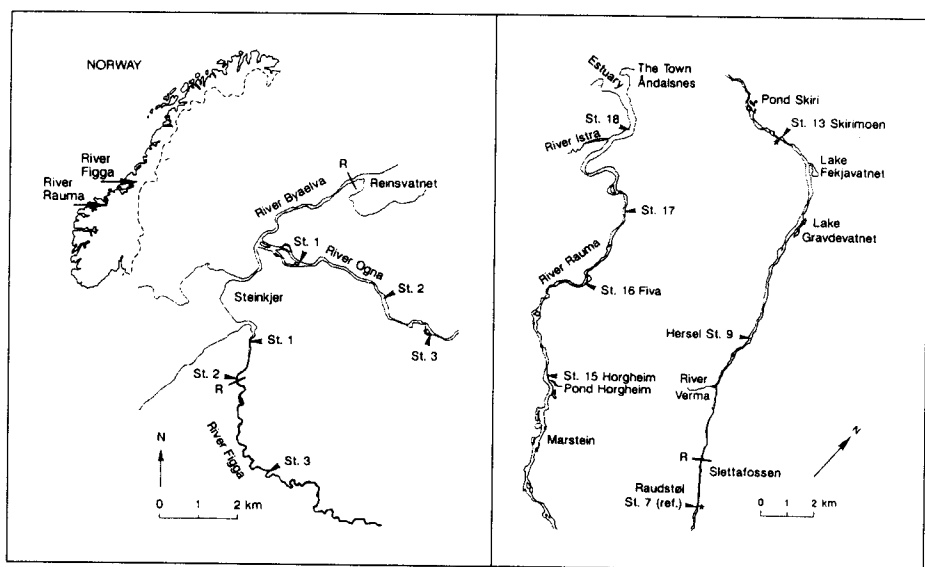 NORWAY
River
Figga
River
Rauma
River Byaelva
R
Reinsvatnet
St. 1
River Ogna
St. 2
St. 3
Steinkjer
St. 1
St. 2
R
River Figga
St. 3
N
0 1 2 km
Estuary
The Town
Åndalsnes
St. 18
River Istra
St. 17
River Rauma
St. 16 Fiva
St. 15 Horgheim
Pond Horgheim
Marstein
Pond Skiri
St. 13 Skirimoen
Lake
Fekjavatnet
Lake
Gravdevatnet
Hersel St. 9
River
Verma
R
Slettafossen
Raudstøl
St. 7 (ref.)
N
0 1 2 km